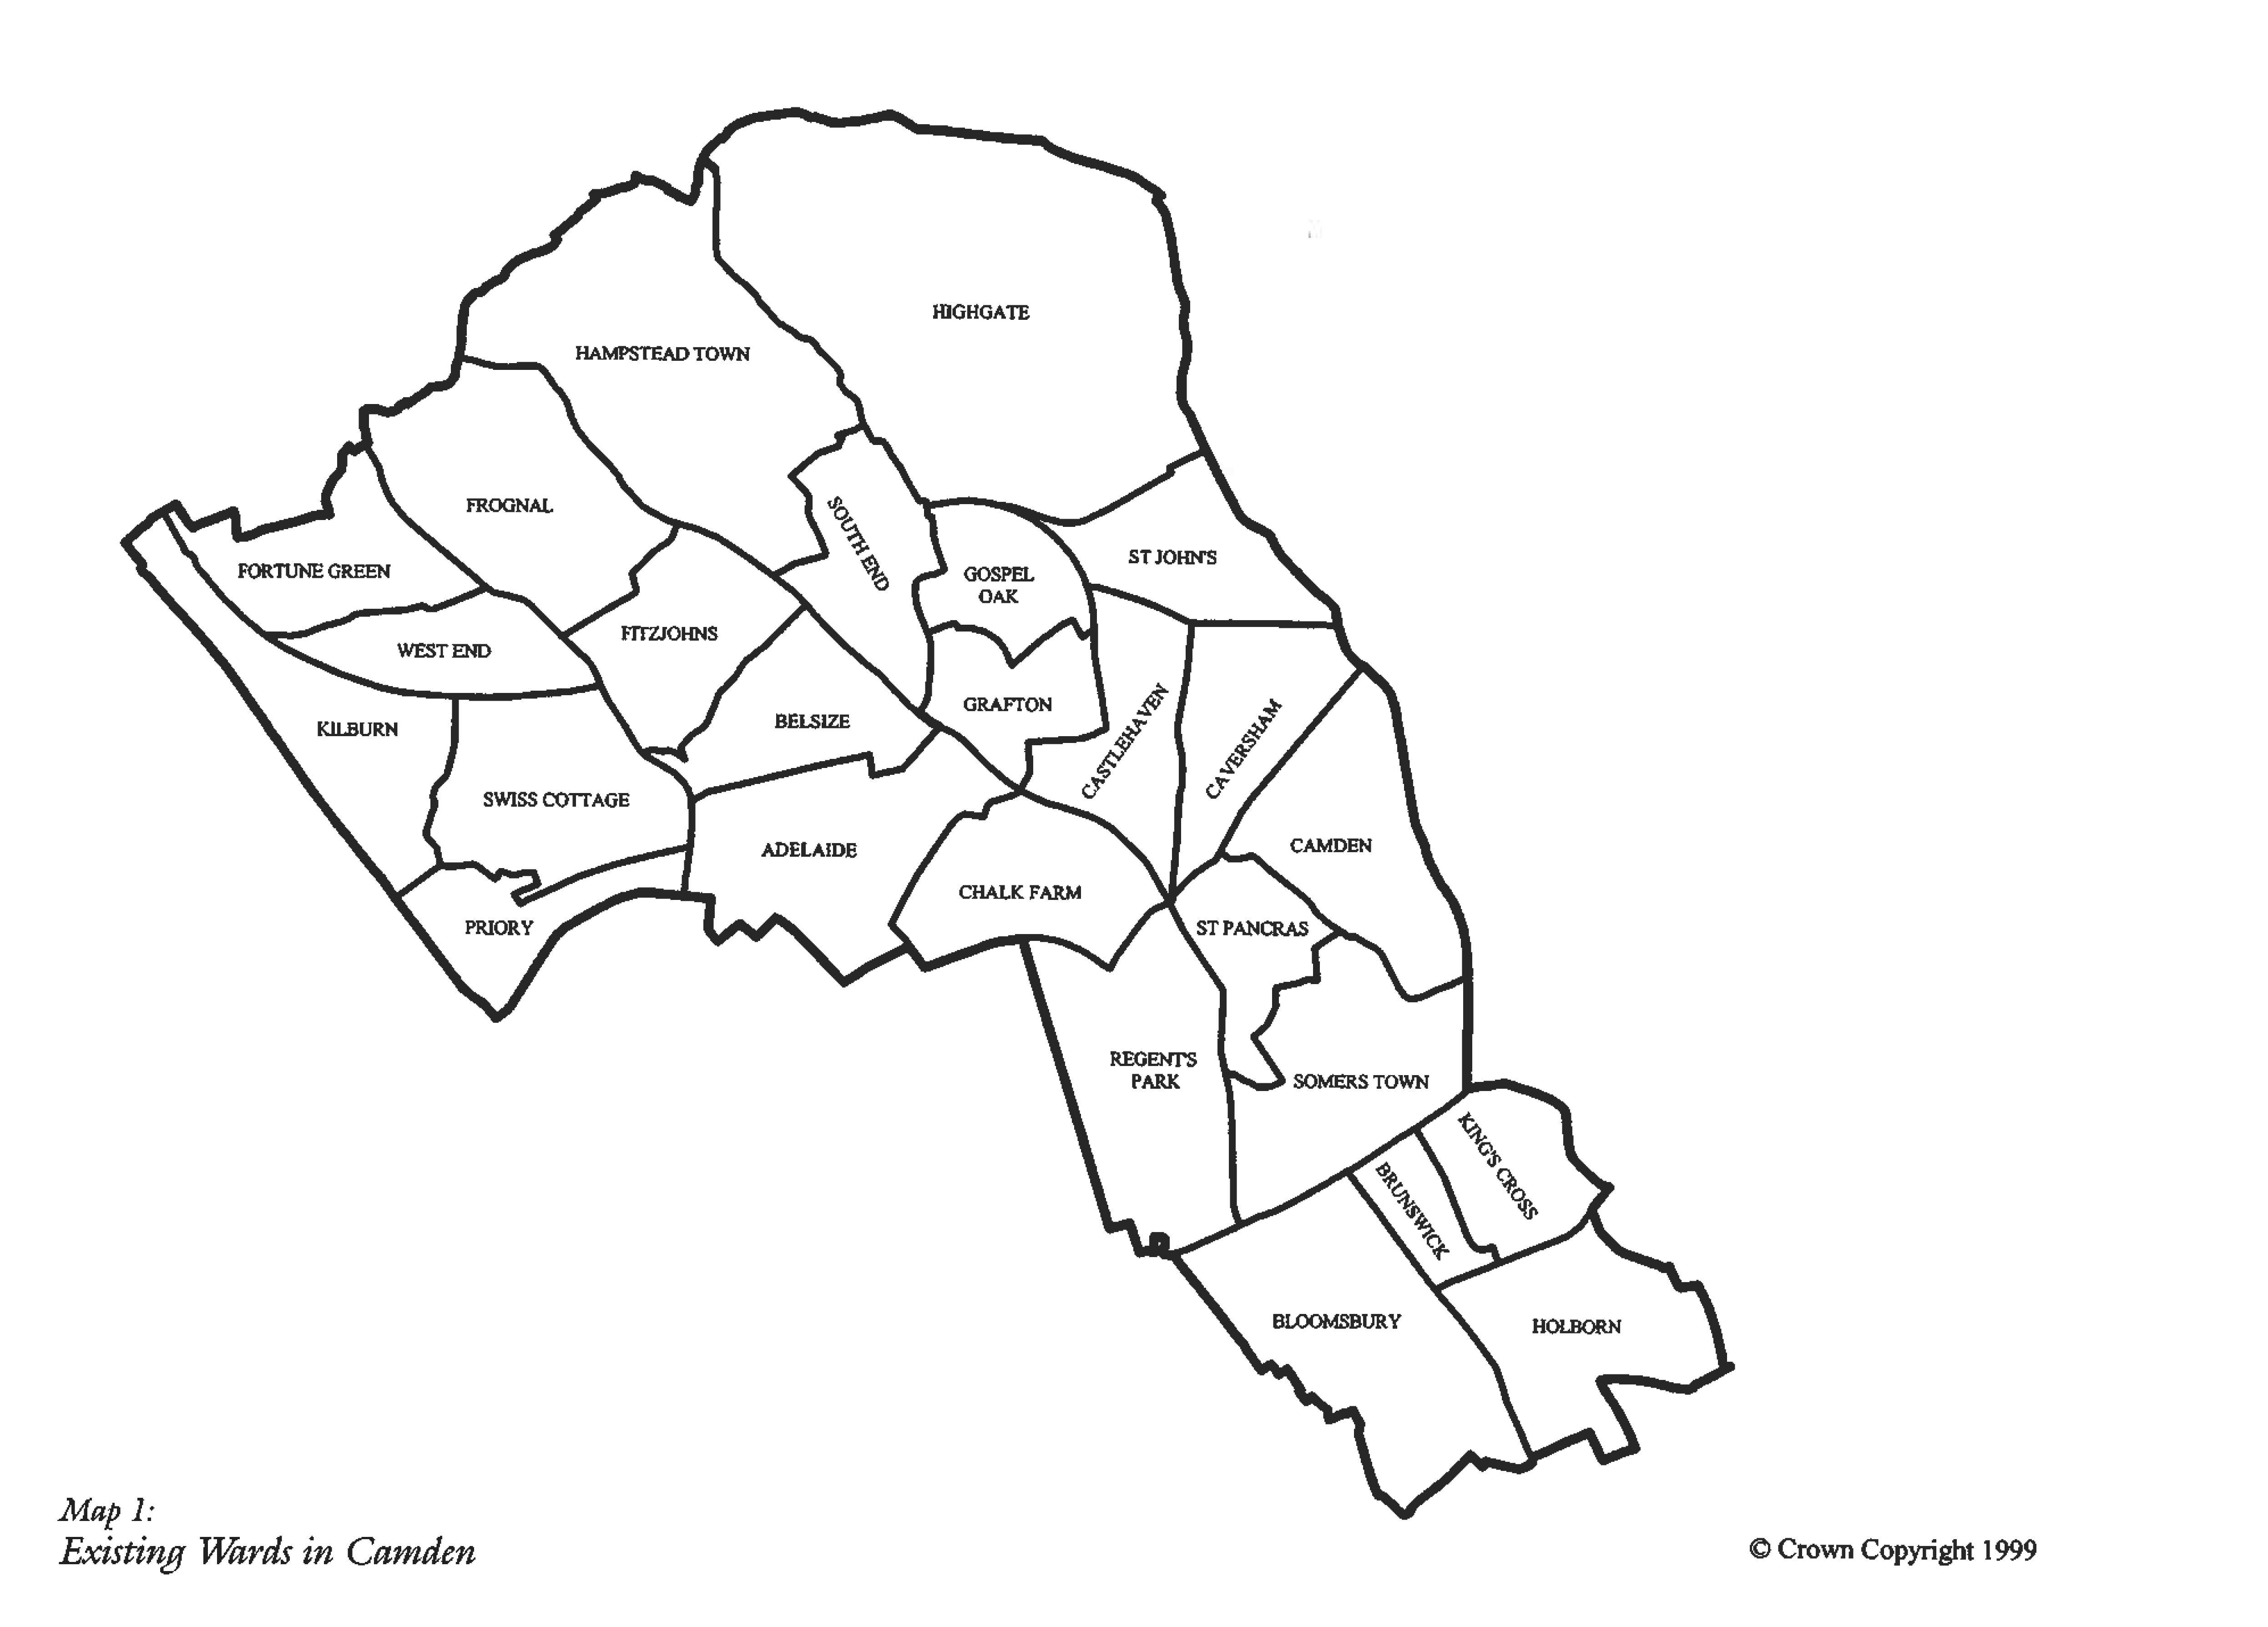 HIGHGATE
HAMPSTEAD TOWN
FROGNAL
SOUTH END
ST JOHN'S
FORTUNE GREEN
GOSPEL
OAK
FITZJOHNS
WEST END
GRAFTON
BELSIZE
KILBURN
CASTLEHAVEN
CAVERSHAM
SWISS COTTAGE
CAMDEN
ADELAIDE
CHALK FARM
PRIORY
ST PANCRAS
REGENT'S
PARK
SOMERS TOWN
KING'S CROSS
BRUNSWICK
BLOOMSBURY
HOLBORN
Map 1:
Existing Wards in Camden
© Crown Copyright 1999